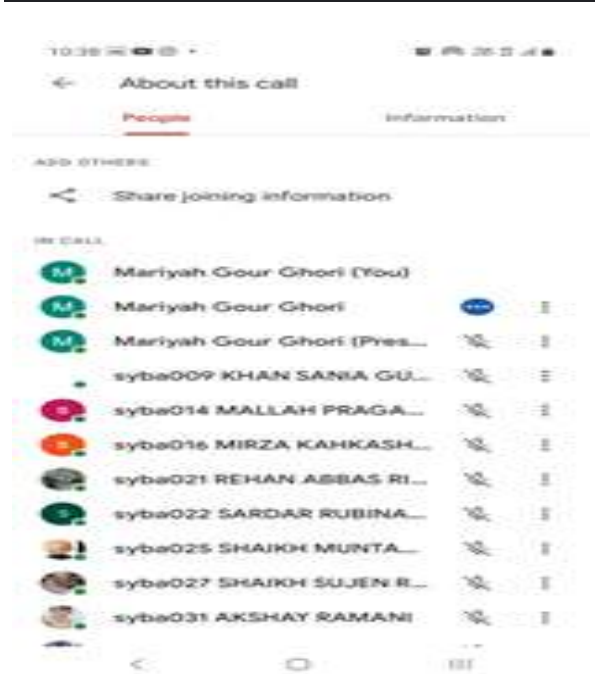 10:39
← About this call
People Information
ADD OTHERS
Share joining information
IN CALL
M Mariyah Gour Ghori (You)
M Mariyah Gour Ghori
M Mariyah Gour Ghori (Pres...
syba009 KHAN SANIA GU...
S syba014 MALLAH PRAGA...
syba016 MIRZA KAHKASH...
syba021 REHAN ABBAS RI...
S syba022 SARDAR RUBINA...
syba025 SHAIKH MUNTA...
syba027 SHAIKH SUJEN R...
syba031 AKSHAY RAMANI